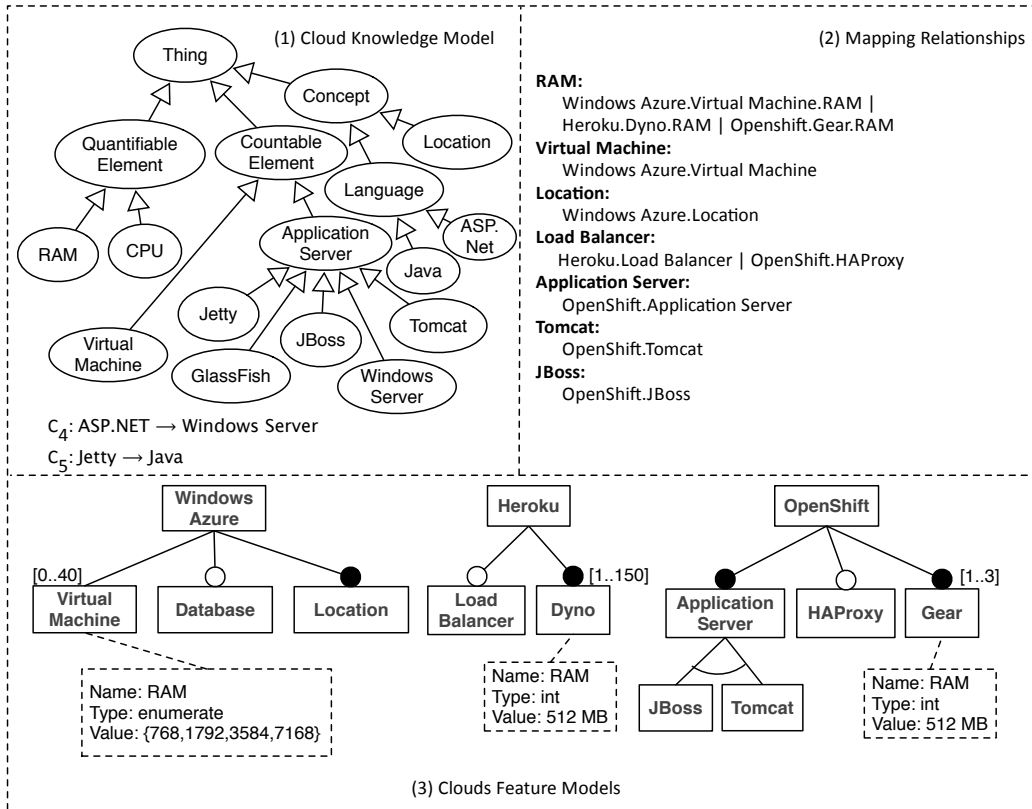 (1) Cloud Knowledge Model
Thing
Concept
Quantifiable
Element
Countable
Element
Location
Language
RAM
CPU
Application
Server
ASP.
Net
Java
Jetty
JBoss
Tomcat
Virtual
Machine
GlassFish
Windows
Server
C4: ASP.NET → Windows Server
C5: Jetty → Java
(2) Mapping Relationships
RAM:
Windows Azure.Virtual Machine.RAM |
Heroku.Dyno.RAM | Openshift.Gear.RAM
Virtual Machine:
Windows Azure.Virtual Machine
Location:
Windows Azure.Location
Load Balancer:
Heroku.Load Balancer | OpenShift.HAProxy
Application Server:
OpenShift.Application Server
Tomcat:
OpenShift.Tomcat
JBoss:
OpenShift.JBoss
Windows
Azure
[0..40]
Virtual
Machine
Database
Location
Name: RAM
Type: enumerate
Value: {768,1792,3584,7168}
Heroku
Load
Balancer
Dyno
[1..150]
Name: RAM
Type: int
Value: 512 MB
OpenShift
Application
Server
HAProxy
Gear
[1..3]
JBoss
Tomcat
Name: RAM
Type: int
Value: 512 MB
(3) Clouds Feature Models